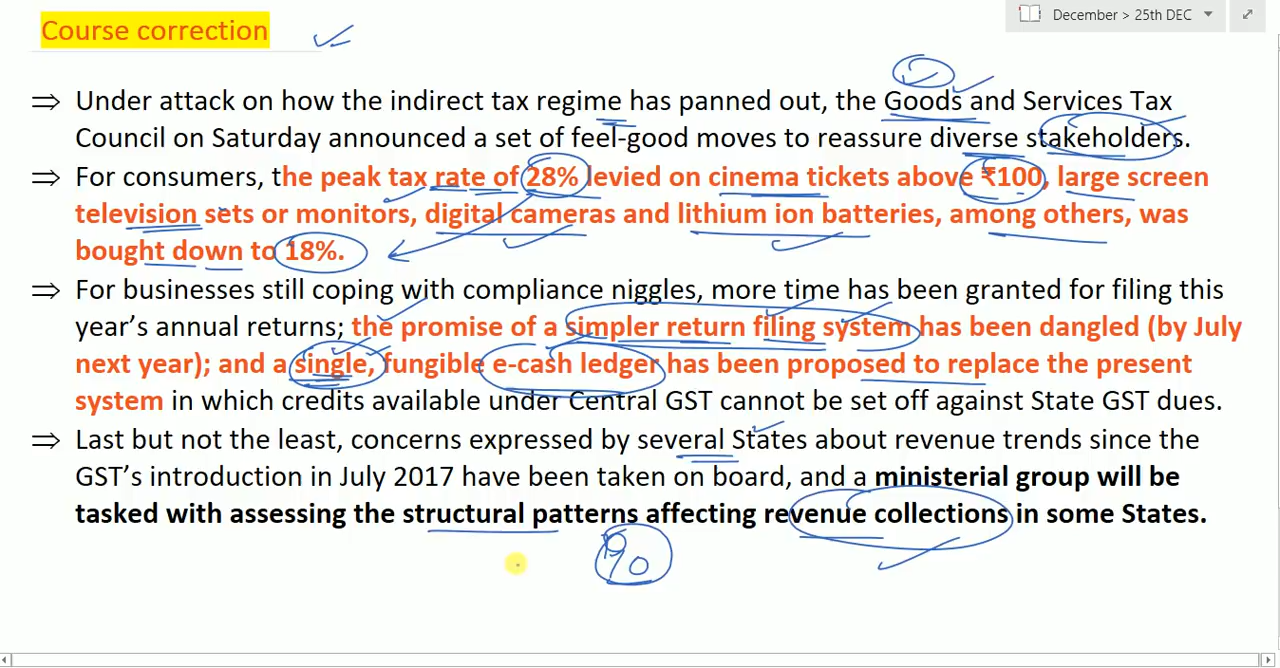 December > 25th DEC
Course correction
⇒ Under attack on how the indirect tax regime has panned out, the Goods and Services Tax
Council on Saturday announced a set of feel-good moves to reassure diverse stakeholders.
⇒ For consumers, the peak tax rate of 28% levied on cinema tickets above ₹100, large screen
television sets or monitors, digital cameras and lithium ion batteries, among others, was
bought down to 18%.
⇒ For businesses still coping with compliance niggles, more time has been granted for filing this
year's annual returns; the promise of a simpler return filing system has been dangled (by July
next year); and a single, fungible e-cash ledger has been proposed to replace the present
system in which credits available under Central GST cannot be set off against State GST dues.
⇒ Last but not the least, concerns expressed by several States about revenue trends since the
GST's introduction in July 2017 have been taken on board, and a ministerial group will be
tasked with assessing the structural patterns affecting revenue collections in some States.